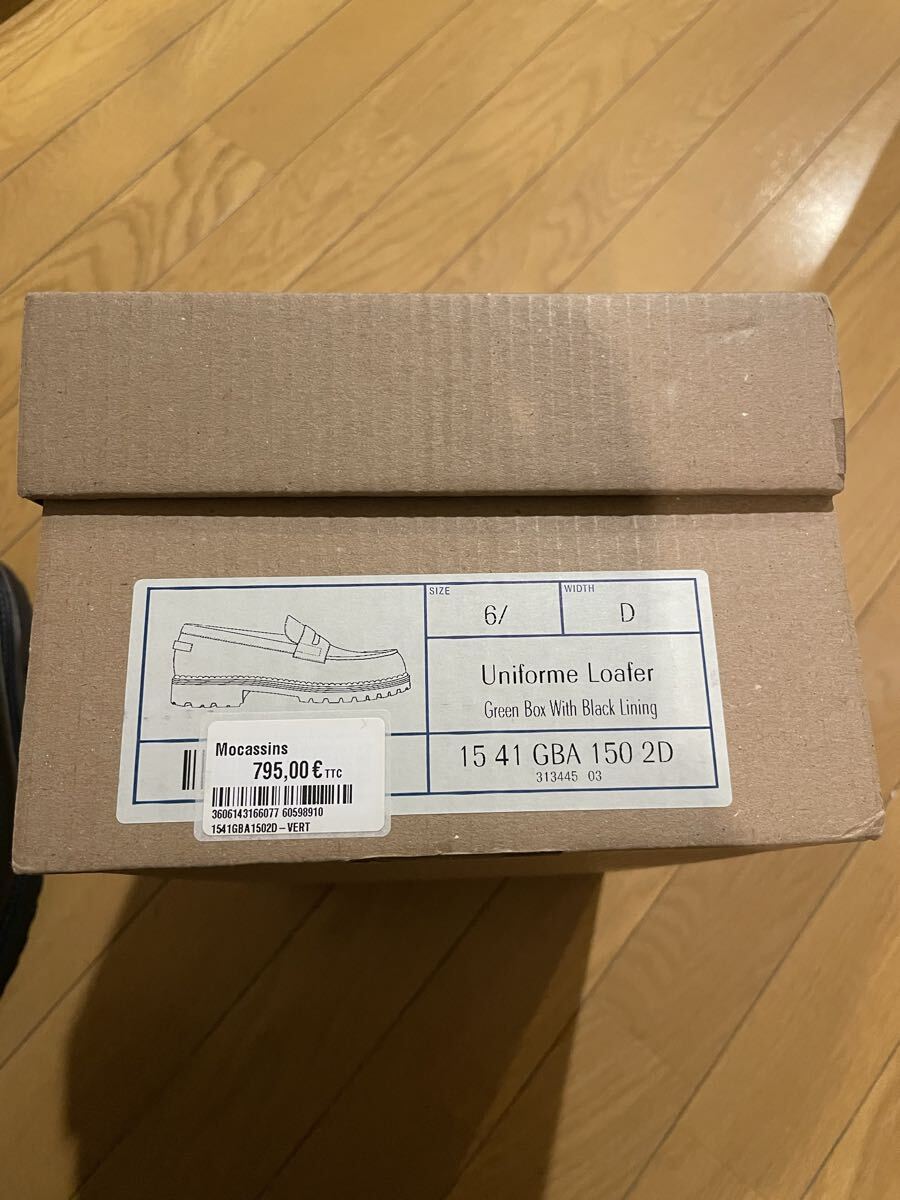 SIZE
6/
WIDTH
D
Uniforme Loafer
Green Box With Black Lining
15 41 GBA 150 2D
313445 03
Mocassins
795,00 € TTC
3606143166077 60598910
1541GBA1502D-VERT